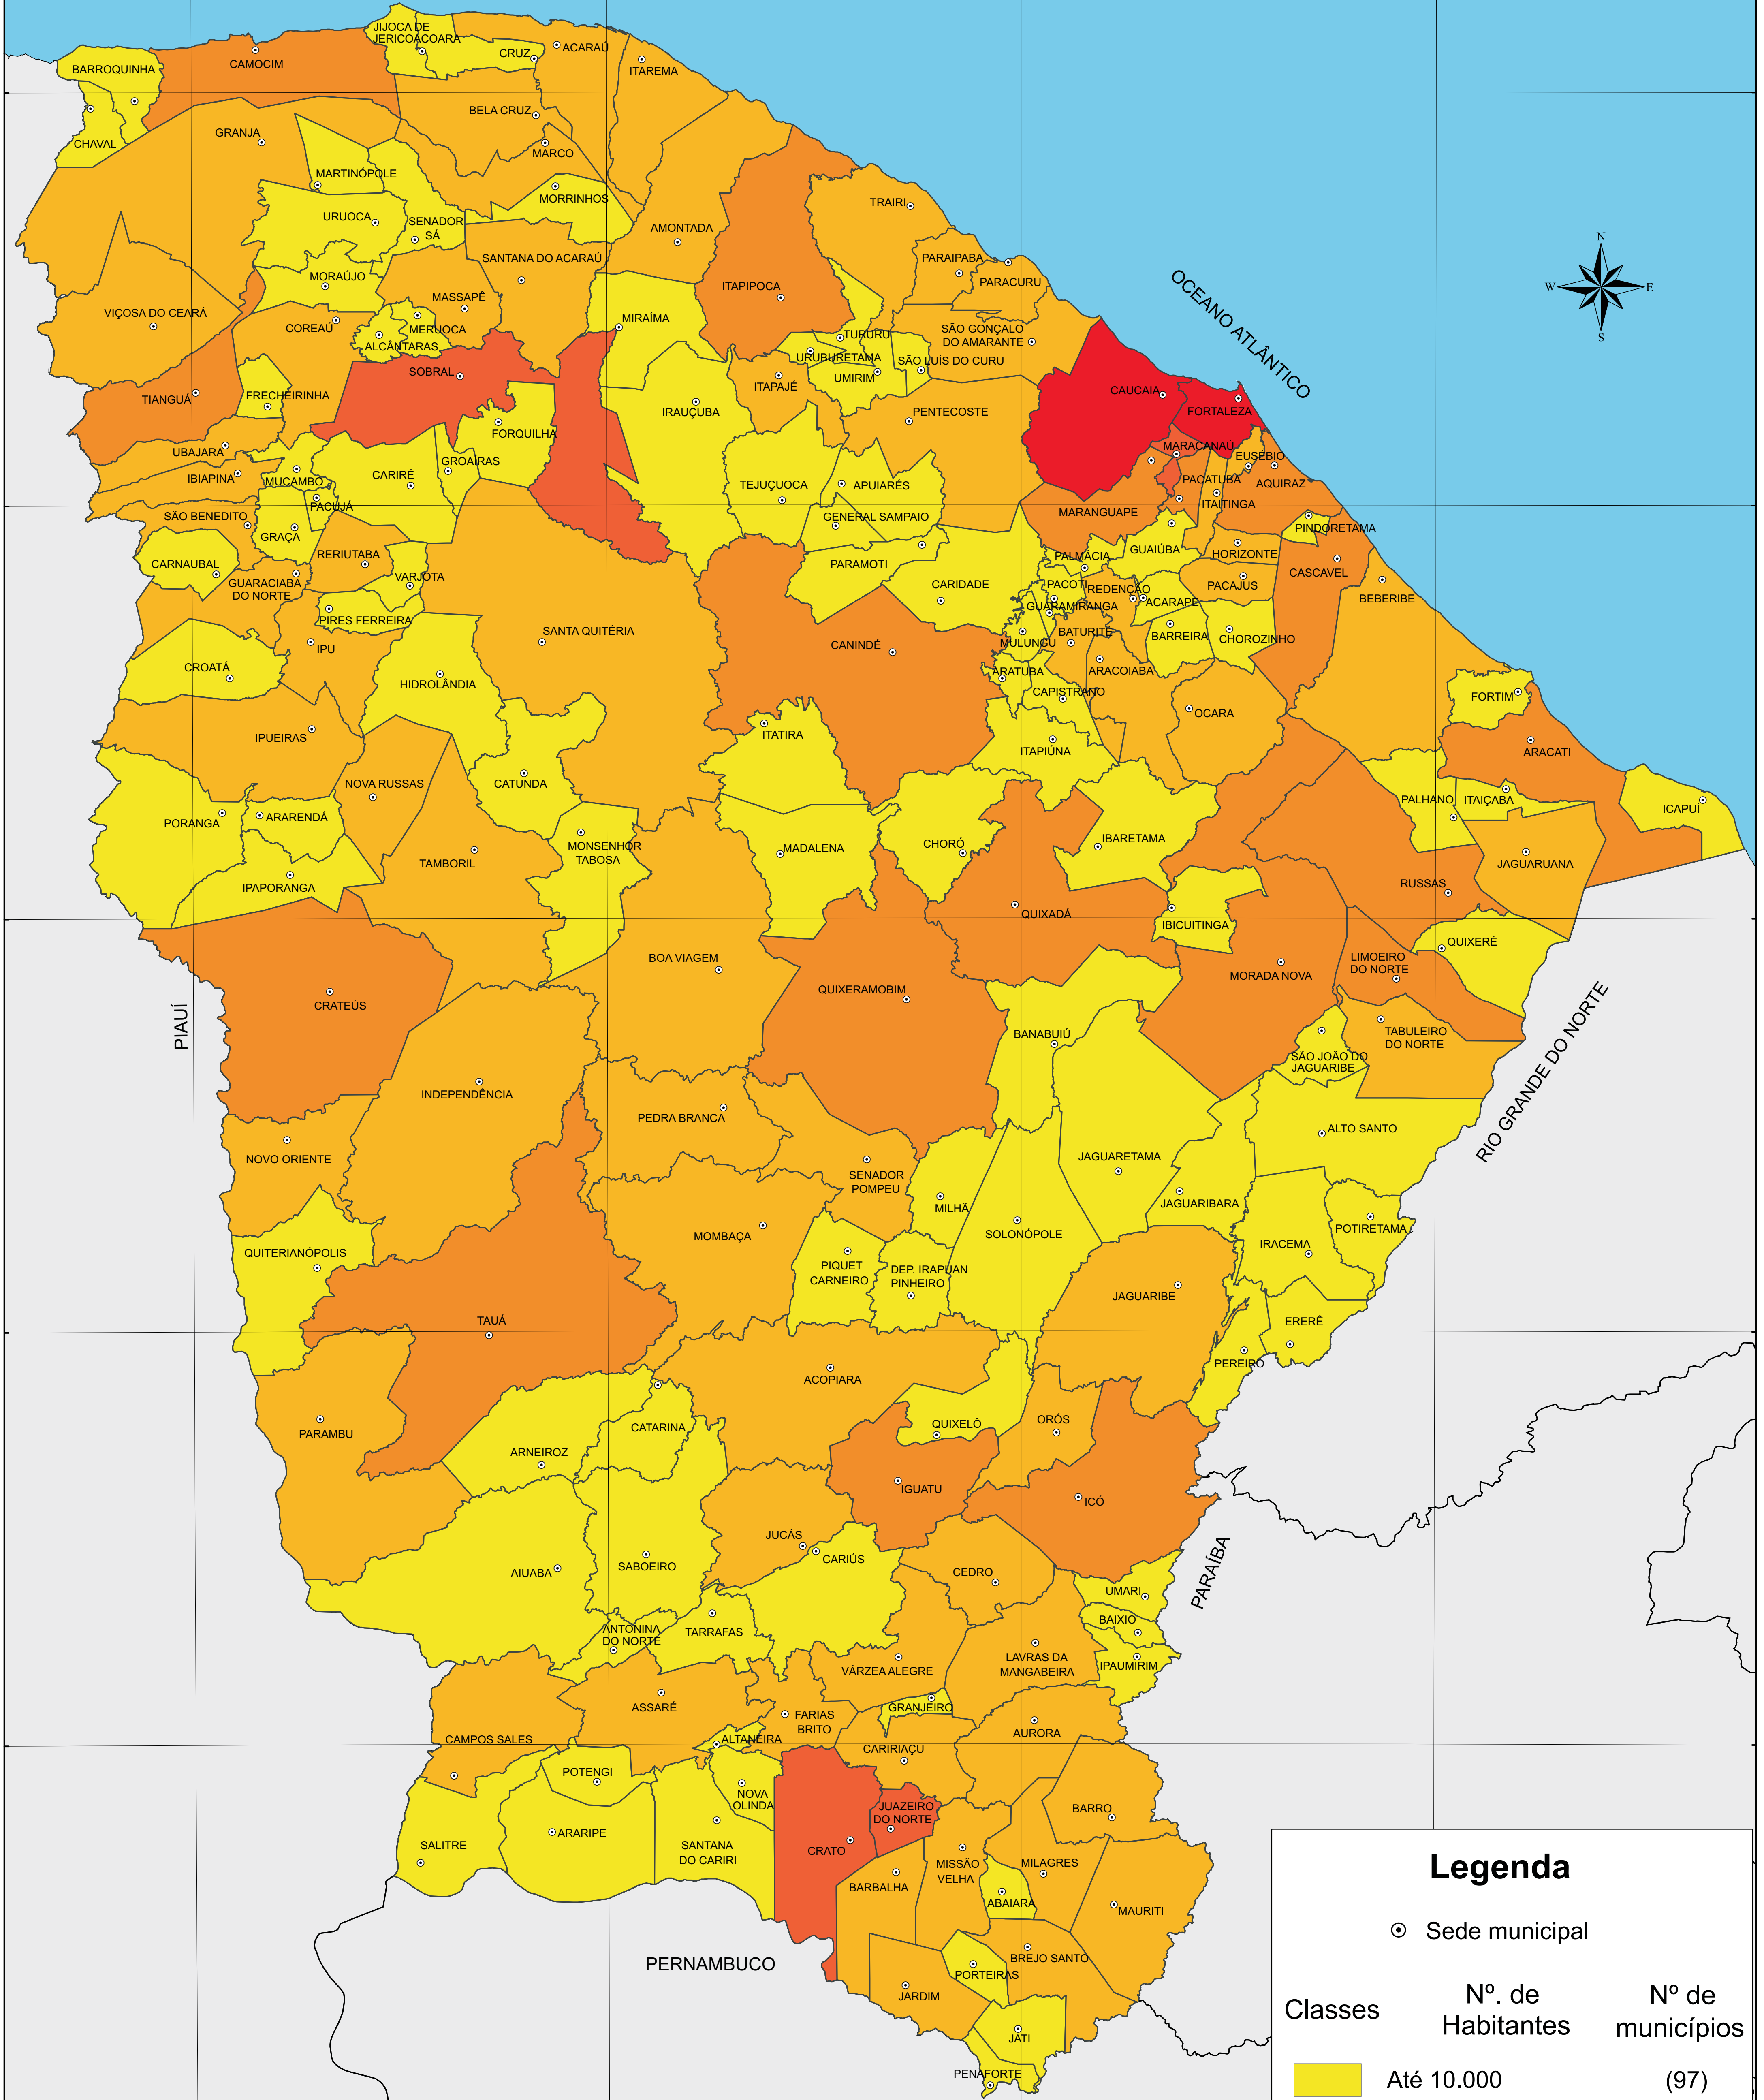 JIJOCA DE
JERICOACOARA
CRUZ
ACARAÚ
ITAREMA
BARROQUINHA
CAMOCIM
CHAVAL
GRANJA
BELA CRUZ
MARCO
MARTINÓPOLE
MORRINHOS
URUOCA
SENADOR
SÁ
AMONTADA
TRAIRI
MORAÚJO
SANTANA DO ACARAÚ
PARAIPABA
PARACURU
N
W
E
S
OCEANO ATLÂNTICO
VIÇOSA DO CEARÁ
COREAÚ
MASSAPÊ
MERUOCA
ALCÂNTARAS
MIRAÍMA
ITAPIPOCA
TURURU
URUBURETAMA
UMIRIM
SÃO GONÇALO
DO AMARANTE
SÃO LUÍS DO CURU
SOBRAL
TIANGUÁ
FRECHEIRINHA
IRAUÇUBA
ITAPAJÉ
PENTECOSTE
CAUCAIA
FORTALEZA
FORQUILHA
UBAJARA
IBIAPINA
MUCAMBO
CARIRÉ
GROAÍRAS
MARACANAÚ
EUSÉBIO
PACATUBA
AQUIRAZ
ITAITINGA
PACUJÁ
TEJUÇUOCA
APUIARÉS
GENERAL SAMPAIO
MARANGUAPE
SÃO BENEDITO
GRAÇA
RERIUTABA
PINDORETAMA
CARNAUBAL
GUARACIABA
DO NORTE
VARJOTA
PARAMOTI
CARIDADE
PALMÁCIA
GUAIÚBA
HORIZONTE
CASCAVEL
PACOTI
REDENÇÃO
PACAJUS
BEBERIBE
PIRES FERREIRA
GUARAMIRANGA
ACARAPE
IPU
SANTA QUITÉRIA
CANINDÉ
MULUNGU
BATURITÉ
BARREIRA
CHOROZINHO
CROATÁ
HIDROLÂNDIA
ARATUBA
ARACOIABA
CAPISTRANO
OCARA
FORTIM
IPUEIRAS
ITATIRA
ITAPIÚNA
ARACATI
NOVA RUSSAS
CATUNDA
PORANGA
ARARENDÁ
PALHANO
ITAIÇABA
ICAPUÍ
TAMBORIL
MONSENHOR
TABOSA
MADALENA
CHORÓ
IBARETAMA
JAGUARUANA
IPAPORANGA
QUIXADÁ
IBICUITINGA
RUSSAS
QUIXERÉ
PIAUÍ
CRATEÚS
BOA VIAGEM
QUIXERAMOBIM
MORADA NOVA
LIMOEIRO
DO NORTE
BANABUIÚ
TABULEIRO
DO NORTE
SÃO JOÃO DO
JAGUARIBE
RIO GRANDE DO NORTE
INDEPENDÊNCIA
PEDRA BRANCA
ALTO SANTO
NOVO ORIENTE
SENADOR
POMPEU
JAGUARETAMA
MILHÃ
JAGUARIBARA
POTIRETAMA
QUITERIANÓPOLIS
MOMBAÇA
SOLONÓPOLE
IRACEMA
PIQUET
CARNEIRO
DEP. IRAPUAN
PINHEIRO
JAGUARIBE
TAUÁ
ERERÊ
PEREIRO
ACOPIARA
PARAMBU
CATARINA
QUIXELÔ
ORÓS
ARNEIROZ
IGUATU
ICÓ
JUCÁS
CARIÚS
AIUABA
SABOEIRO
CEDRO
UMARI
PARAÍBA
BAIXIO
ANTONINA
DO NORTE
TARRAFAS
IPAUMIRIM
VÁRZEA ALEGRE
LAVRAS DA
MANGABEIRA
ASSARÉ
FARIAS
BRITO
GRANJEIRO
AURORA
CAMPOS SALES
ALTANEIRA
CARIRIAÇU
POTENGI
NOVA
OLINDA
JUAZEIRO
DO NORTE
BARRO
SALITRE
ARARIPE
SANTANA
DO CARIRI
CRATO
MISSÃO
VELHA
MILAGRES
BARBALHA
ABAIARA
MAURITI
PERNAMBUCO
BREJO SANTO
PORTEIRAS
JARDIM
JATI
PENAFORTE
Legenda
Sede municipal
Classes
Nº. de
Habitantes
Nº de
municípios
Até 10.000
(97)